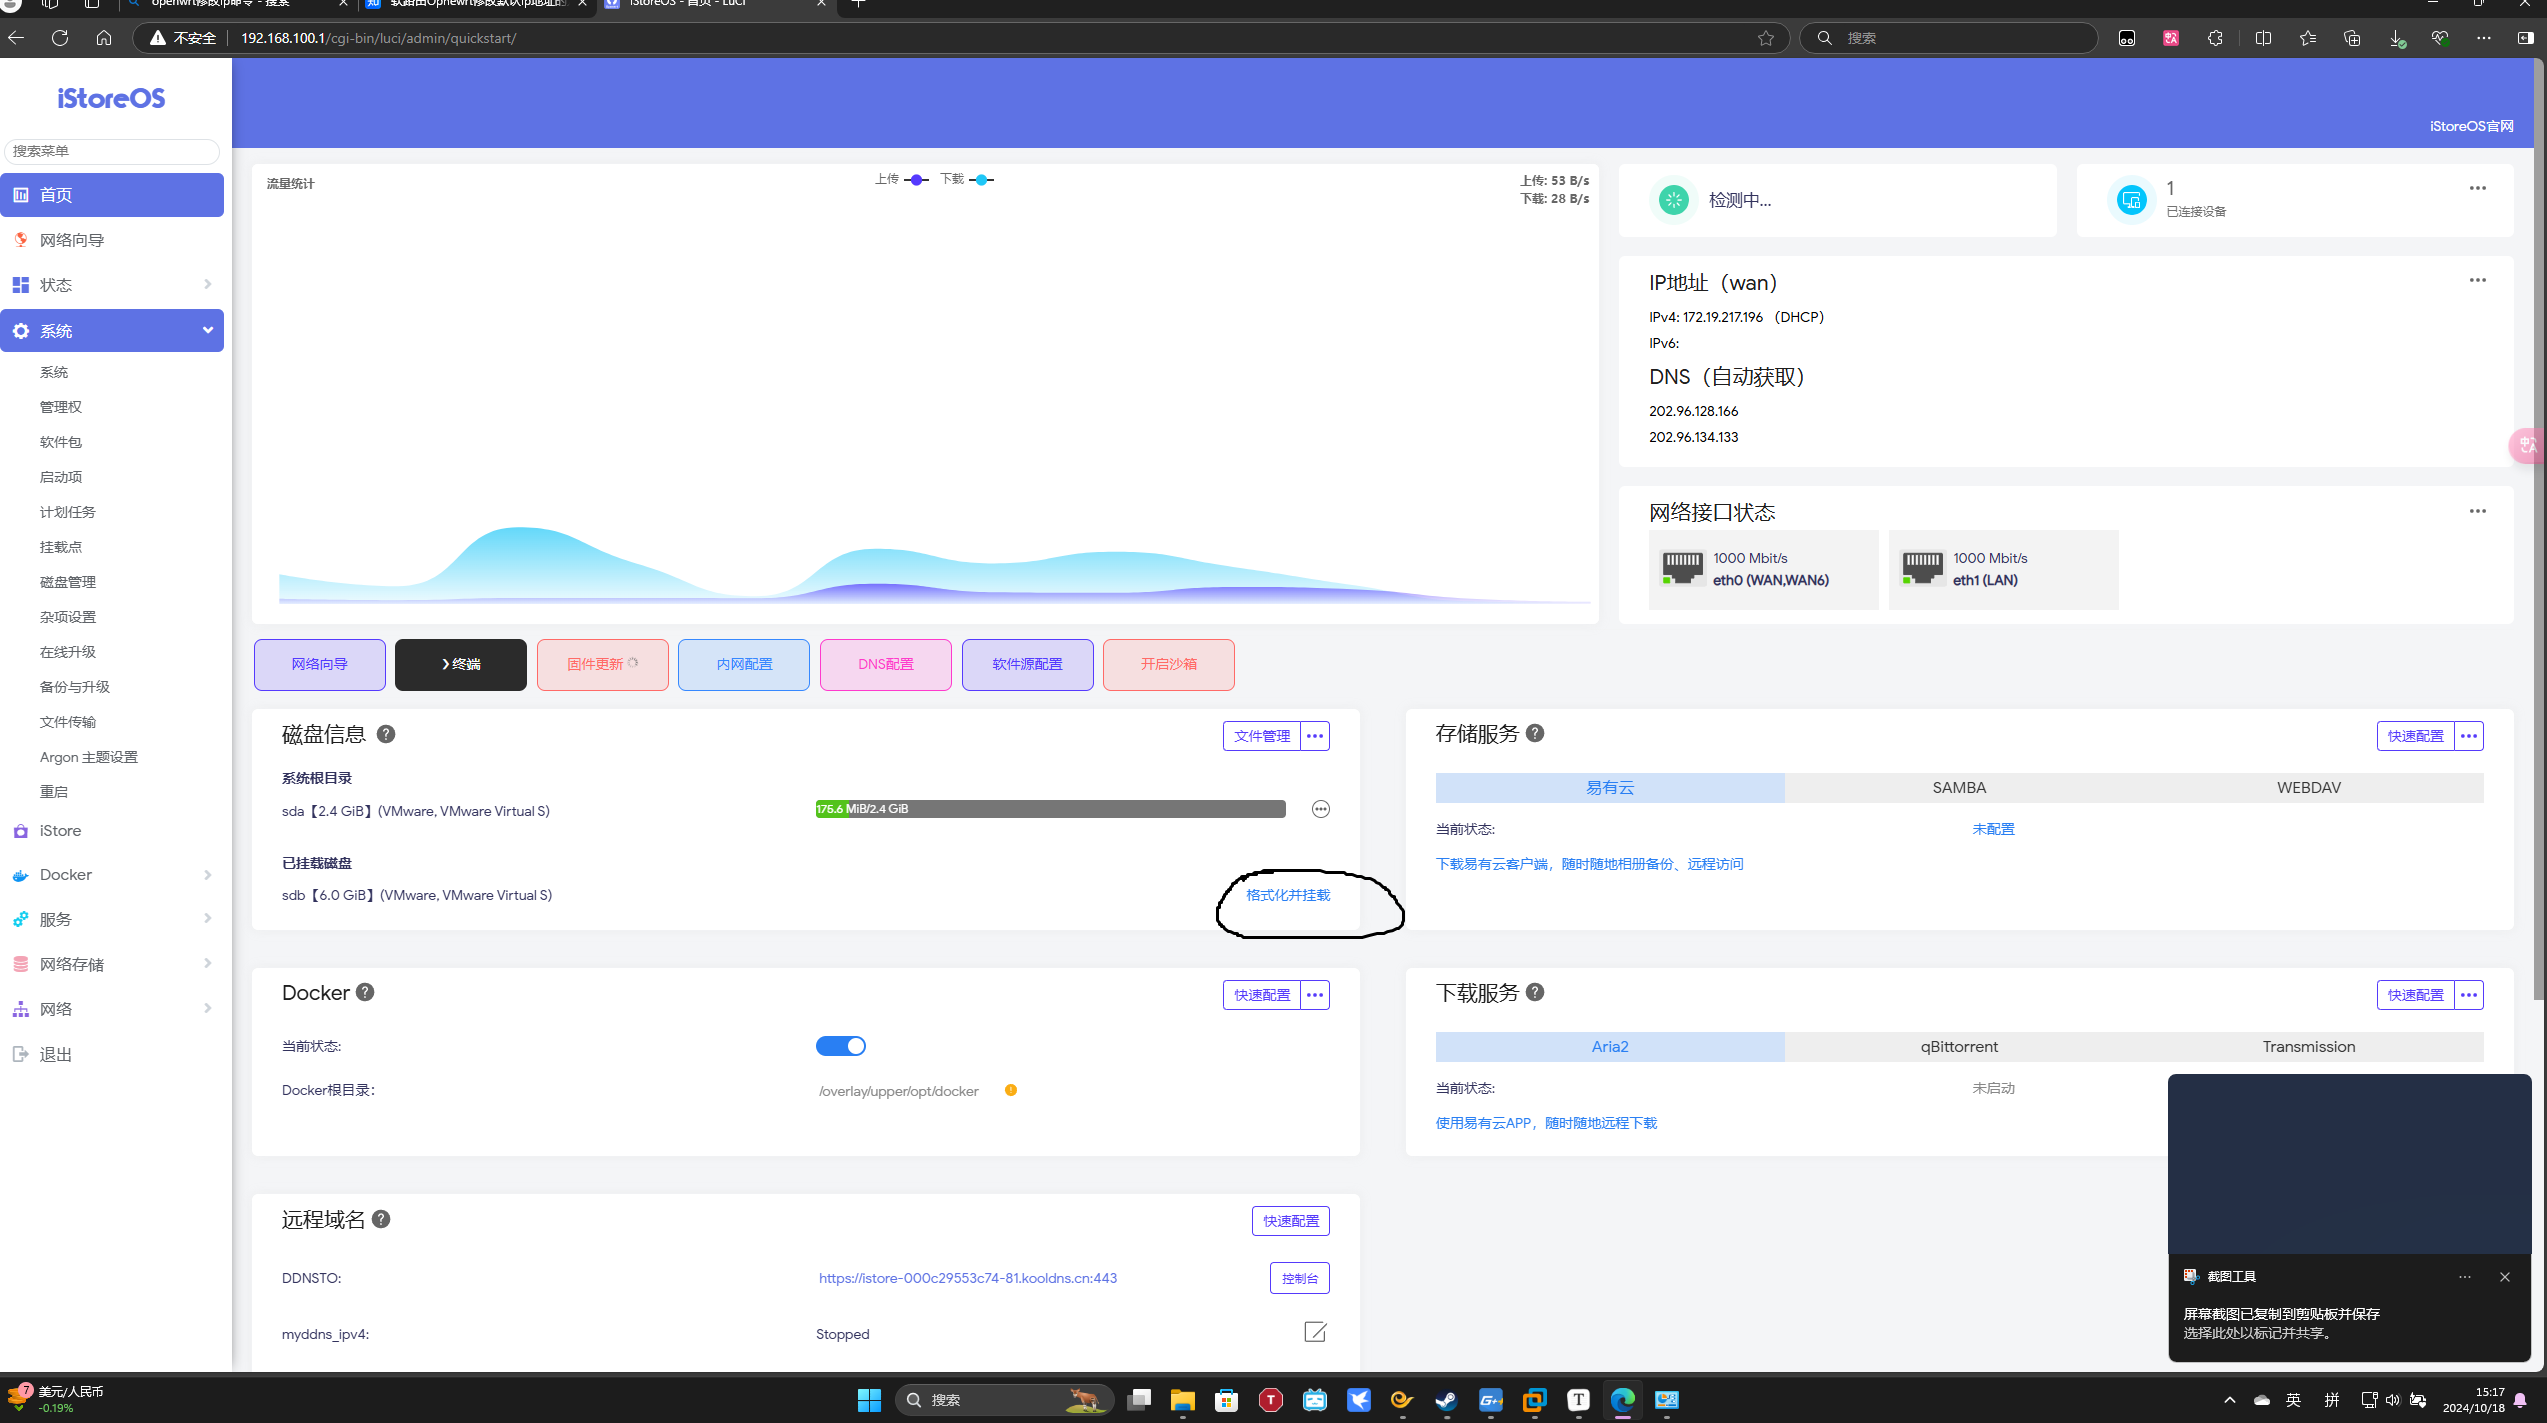 openwrt修改ip命令 - 搜索
软路由Openwrt修改默认ip地址的
iStoreOS - 首页 - LuCI
不安全
192.168.100.1/cgi-bin/luci/admin/quickstart/
搜索
iStoreOS
搜索菜单
首页
网络向导
状态
系统
系统
管理权
软件包
启动项
计划任务
挂载点
磁盘管理
杂项设置
在线升级
备份与升级
文件传输
Argon 主题设置
重启
iStore
Docker
服务
网络存储
网络
退出
iStoreOS官网
流量统计
上传 下载
上传: 53 B/s
下载: 28 B/s
检测中...
1
已连接设备
IP地址（wan）
IPv4: 172.19.217.196 （DHCP）
IPv6:
DNS（自动获取）
202.96.128.166
202.96.134.133
网络接口状态
1000 Mbit/s
eth0 (WAN,WAN6)
1000 Mbit/s
eth1 (LAN)
网络向导
终端
固件更新
内网配置
DNS配置
软件源配置
开启沙箱
磁盘信息
文件管理
系统根目录
sda【2.4 GiB】(VMware, VMware Virtual S)
175.6 MiB/2.4 GiB
已挂载磁盘
sdb【6.0 GiB】(VMware, VMware Virtual S)
格式化并挂载
存储服务
快速配置
易有云
SAMBA
WEBDAV
当前状态:
未配置
下载易有云客户端，随时随地相册备份、远程访问
Docker
快速配置
当前状态:
Docker根目录:
/overlay/upper/opt/docker
下载服务
快速配置
Aria2
qBittorrent
Transmission
当前状态:
未启动
使用易有云APP，随时随地远程下载
远程域名
快速配置
DDNSTO:
https://istore-000c29553c74-81.kooldns.cn:443
控制台
myddns_ipv4:
Stopped
截图工具
屏幕截图已复制到剪贴板并保存
选择此处以标记并共享。
7
美元/人民币
-0.19%
搜索
英
拼
15:17
2024/10/18